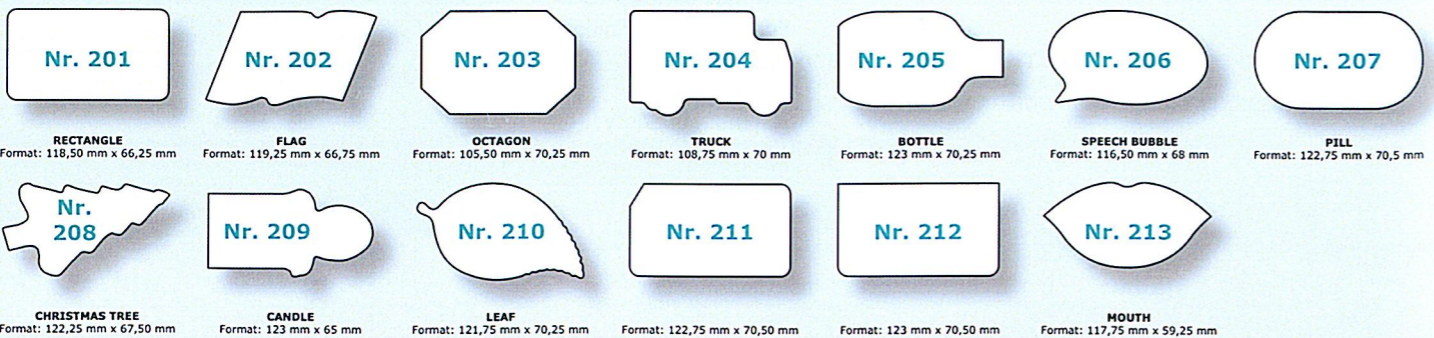 Nr. 201
Nr. 202
Nr. 203
Nr. 204
Nr. 205
Nr. 206
Nr. 207
RECTANGLE
Format: 118,50 mm x 66,25 mm
FLAG
Format: 119,25 mm x 66,75 mm
OCTAGON
Format: 105,50 mm x 70,25 mm
TRUCK
Format: 108,75 mm x 70 mm
BOTTLE
Format: 123 mm x 70,25 mm
SPEECH BUBBLE
Format: 116,50 mm x 68 mm
PILL
Format: 122,75 mm x 70,5 mm
Nr.
208
Nr. 209
Nr. 210
Nr. 211
Nr. 212
Nr. 213
CHRISTMAS TREE
Format: 122,25 mm x 67,50 mm
CANDLE
Format: 123 mm x 65 mm
LEAF
Format: 121,75 mm x 70,25 mm
Format: 122,75 mm x 70,50 mm
Format: 123 mm x 70,50 mm
MOUTH
Format: 117,75 mm x 59,25 mm